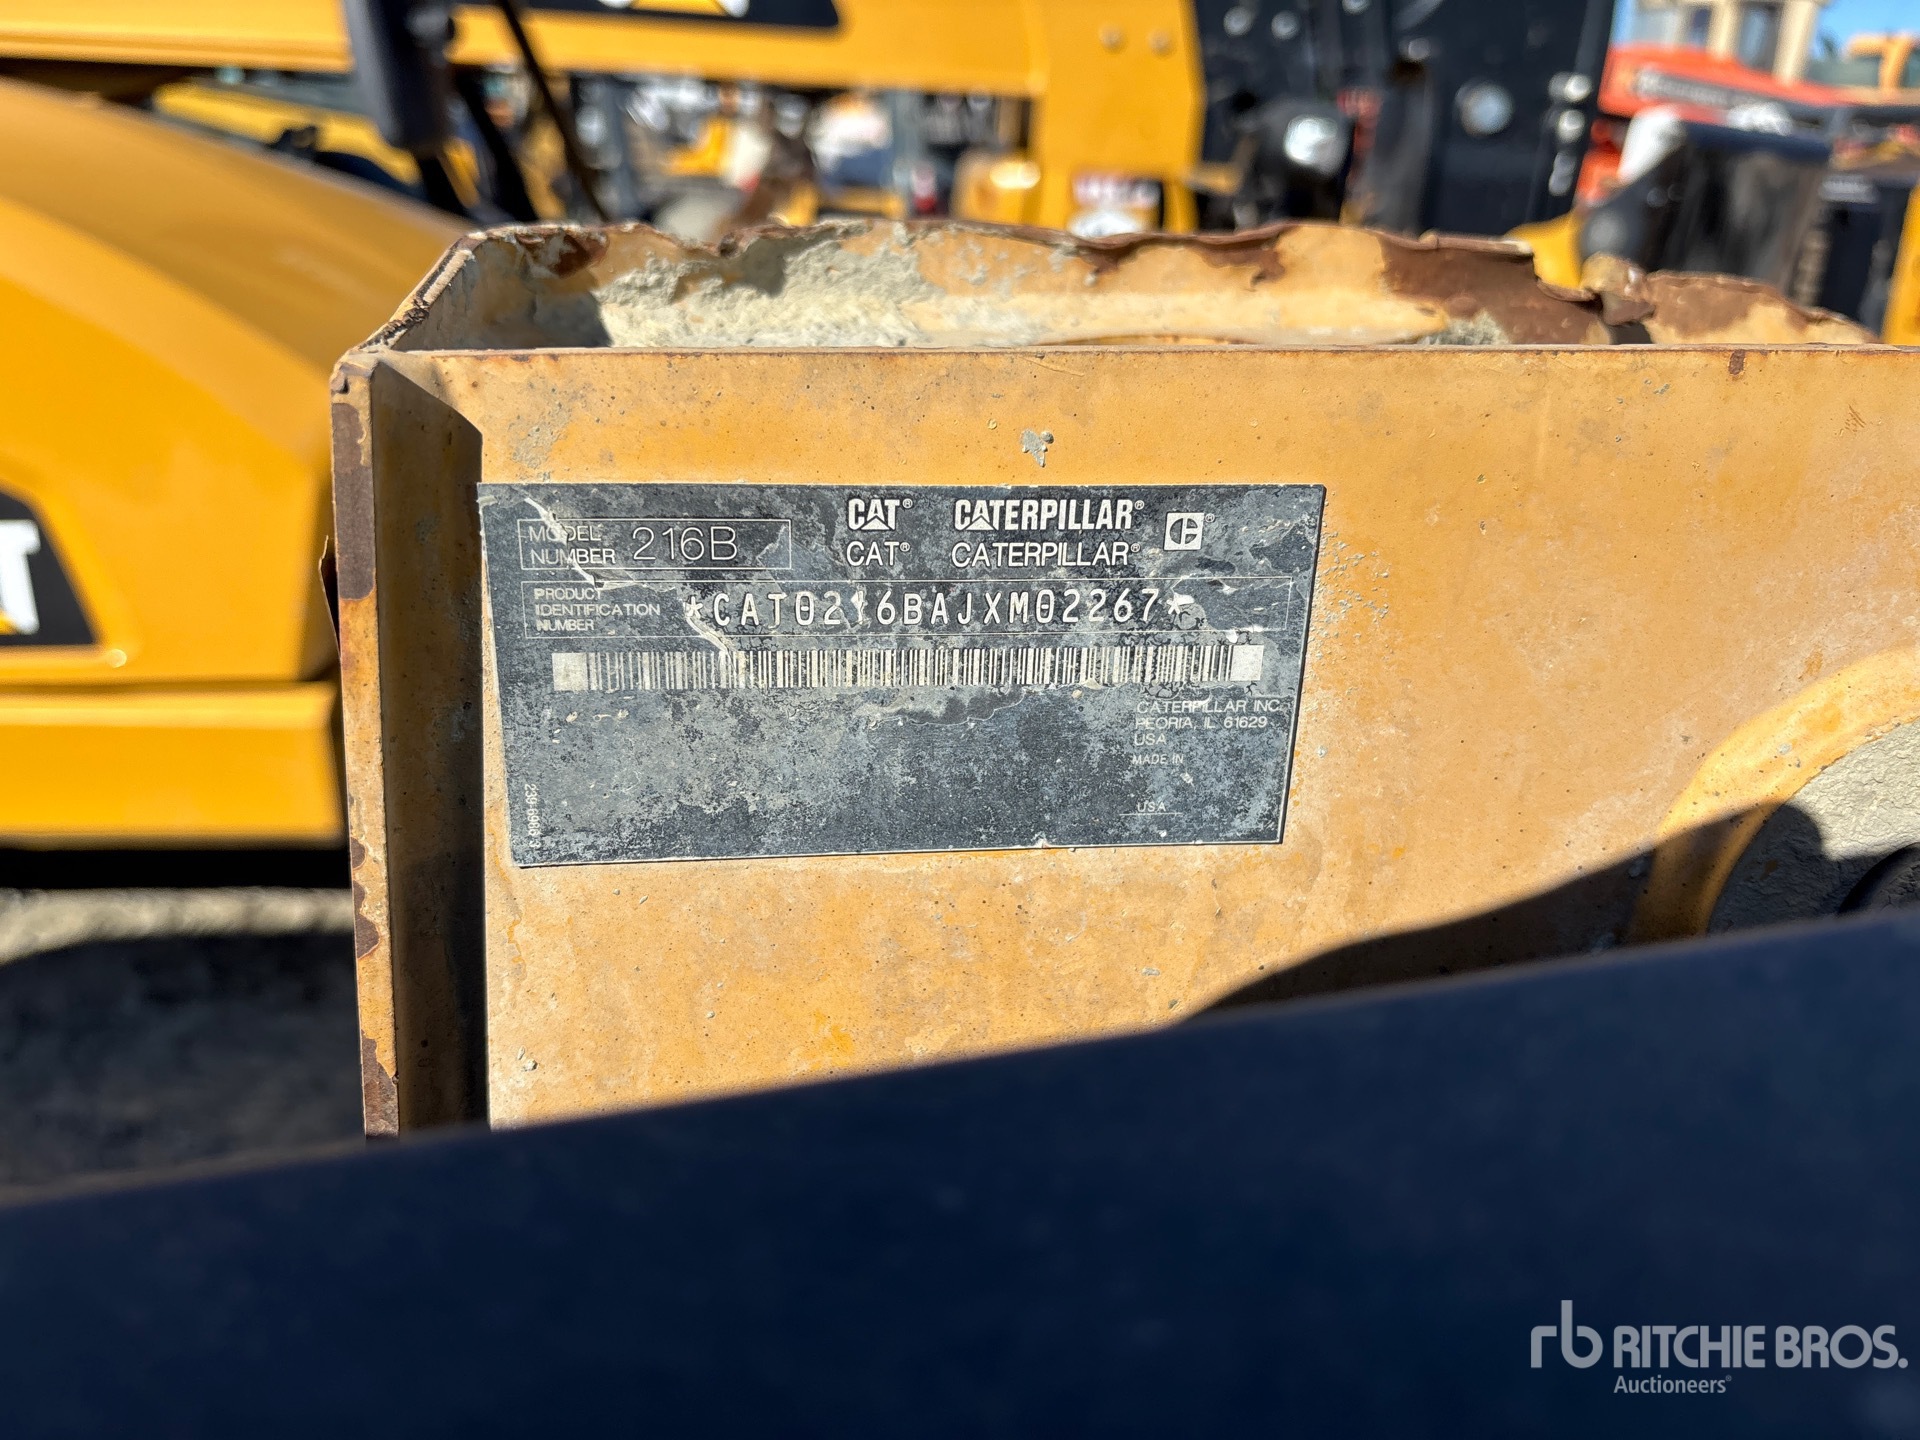 MODEL
NUMBER 216B
CAT® CATERPILLAR® ®
CAT® CATERPILLAR®
PRODUCT
IDENTIFICATION
NUMBER
*CAT0216BAJXM02267*
CATERPILLAR INC.
PEORIA, IL 61629
USA
MADE IN
USA
rb RITCHIE BROS.
Auctioneers®